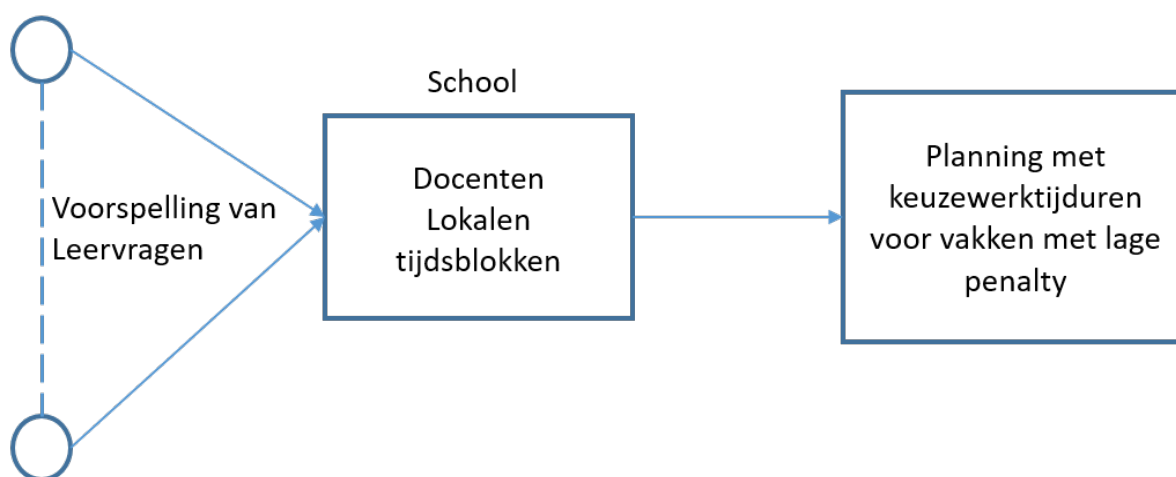 School
Voorspelling van
Leervragen
Docenten
Lokalen
tijdsblokken
Planning met
keuzewerktijduren
voor vakken met lage
penalty